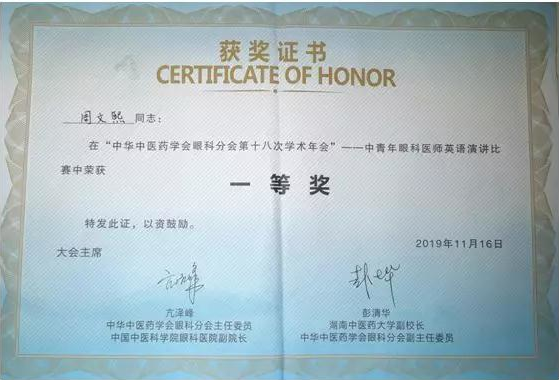 获奖证书
CERTIFICATE OF HONOR
周文熙 同志：
在“中华中医药学会眼科分会第十八次学术年会”——中青年眼科医师英语演讲比
赛中荣获
一等奖
特发此证，以资鼓励。
大会主席
2019年11月16日
亢泽峰
中华中医药学会眼科分会主任委员
中国中医科学院眼科医院副院长
彭清华
湖南中医药大学副校长
中华中医药学会眼科分会副主任委员